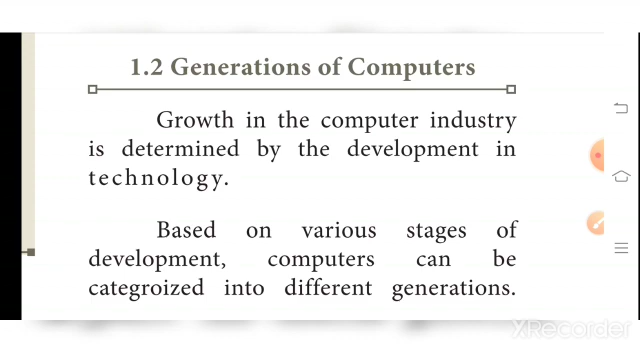 1.2 Generations of Computers
Growth in the computer industry
is determined by the development in
technology.
Based on various stages of
development, computers can be
categroized into different generations.
XRecorder